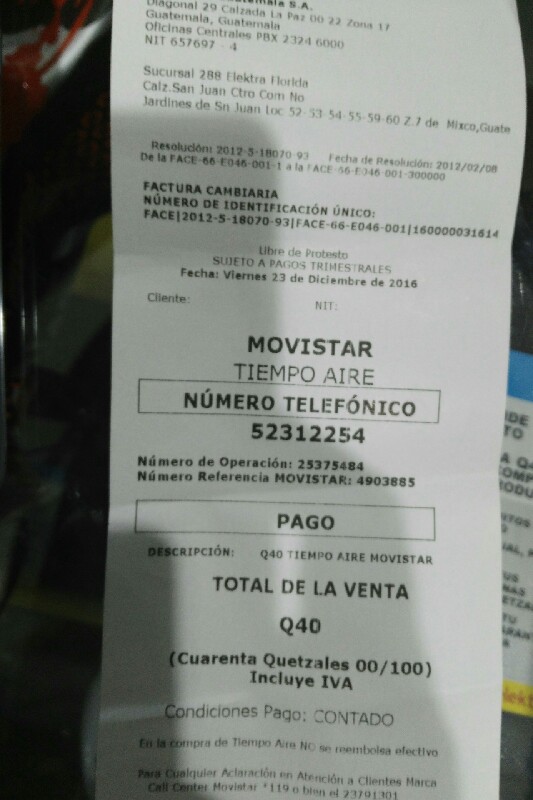 S.A.
Diagonal 29 Calzada La Paz 00 22 Zona 17
Guatemala, Guatemala
Oficinas Centrales PBX 2324 6000
NIT 657697 - 4
Sucursal 288 Elektra Florida
Calz.San Juan Ctro Com No
Jardines de Sn Juan Loc 52-53-54-55-59-60 Z.7 de Mixco,Guate
Resolución: 2012-5-18070-93 Fecha de Resolución: 2012/02/08
De la FACE-66-E046-001-1 a la FACE-66-E046-001-300000
FACTURA CAMBIARIA
NÚMERO DE IDENTIFICACIÓN ÚNICO:
FACE|2012-5-18070-93|FACE-66-E046-001|160000031614
Libre de Protesto
SUJETO A PAGOS TRIMESTRALES
Fecha: Viernes 23 de Diciembre de 2016
Cliente: NIT:
MOVISTAR
TIEMPO AIRE
NÚMERO TELEFÓNICO
52312254
Número de Operación: 25375484
Número Referencia MOVISTAR: 4903885
PAGO
DESCRIPCIÓN: Q40 TIEMPO AIRE MOVISTAR
TOTAL DE LA VENTA
Q40
(Cuarenta Quetzales 00/100)
Incluye IVA
Condiciones Pago: CONTADO
En la compra de Tiempo Aire NO se reembolsa efectivo
Para Cualquier Aclaración en Atención a Clientes Marca
Call Center Movistar *119 o bien el 23791301